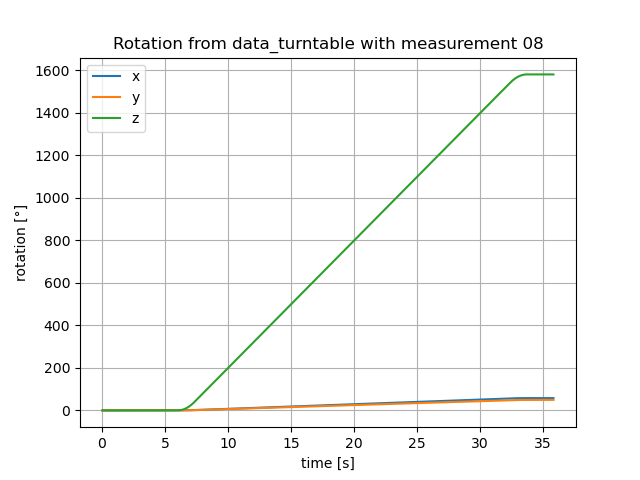 Rotation from data_turntable with measurement 08
x
y
z
1600
1400
1200
1000
800
600
400
200
0
rotation [°]
0 5 10 15 20 25 30 35
time [s]